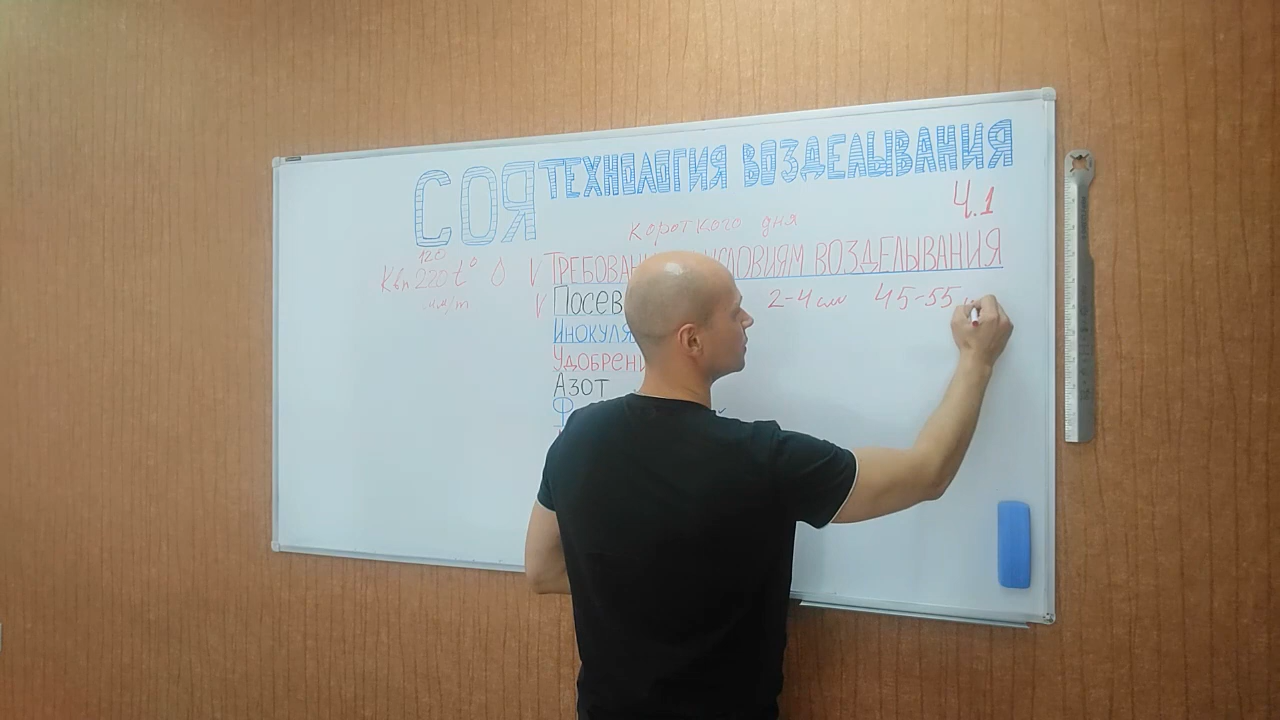 СОЯ ТЕХНОЛОГИЯ ВОЗДЕЛЫВАНИЯ
Ч.1
короткого дня
120
Квп 220 t° V ТРЕБОВАН УСЛОВИЯМ ВОЗДЕЛЫВАНИЯ
мм/т
V Посев 2-4 см 45-55
Инокуля
Удобрени
Азот
Ф